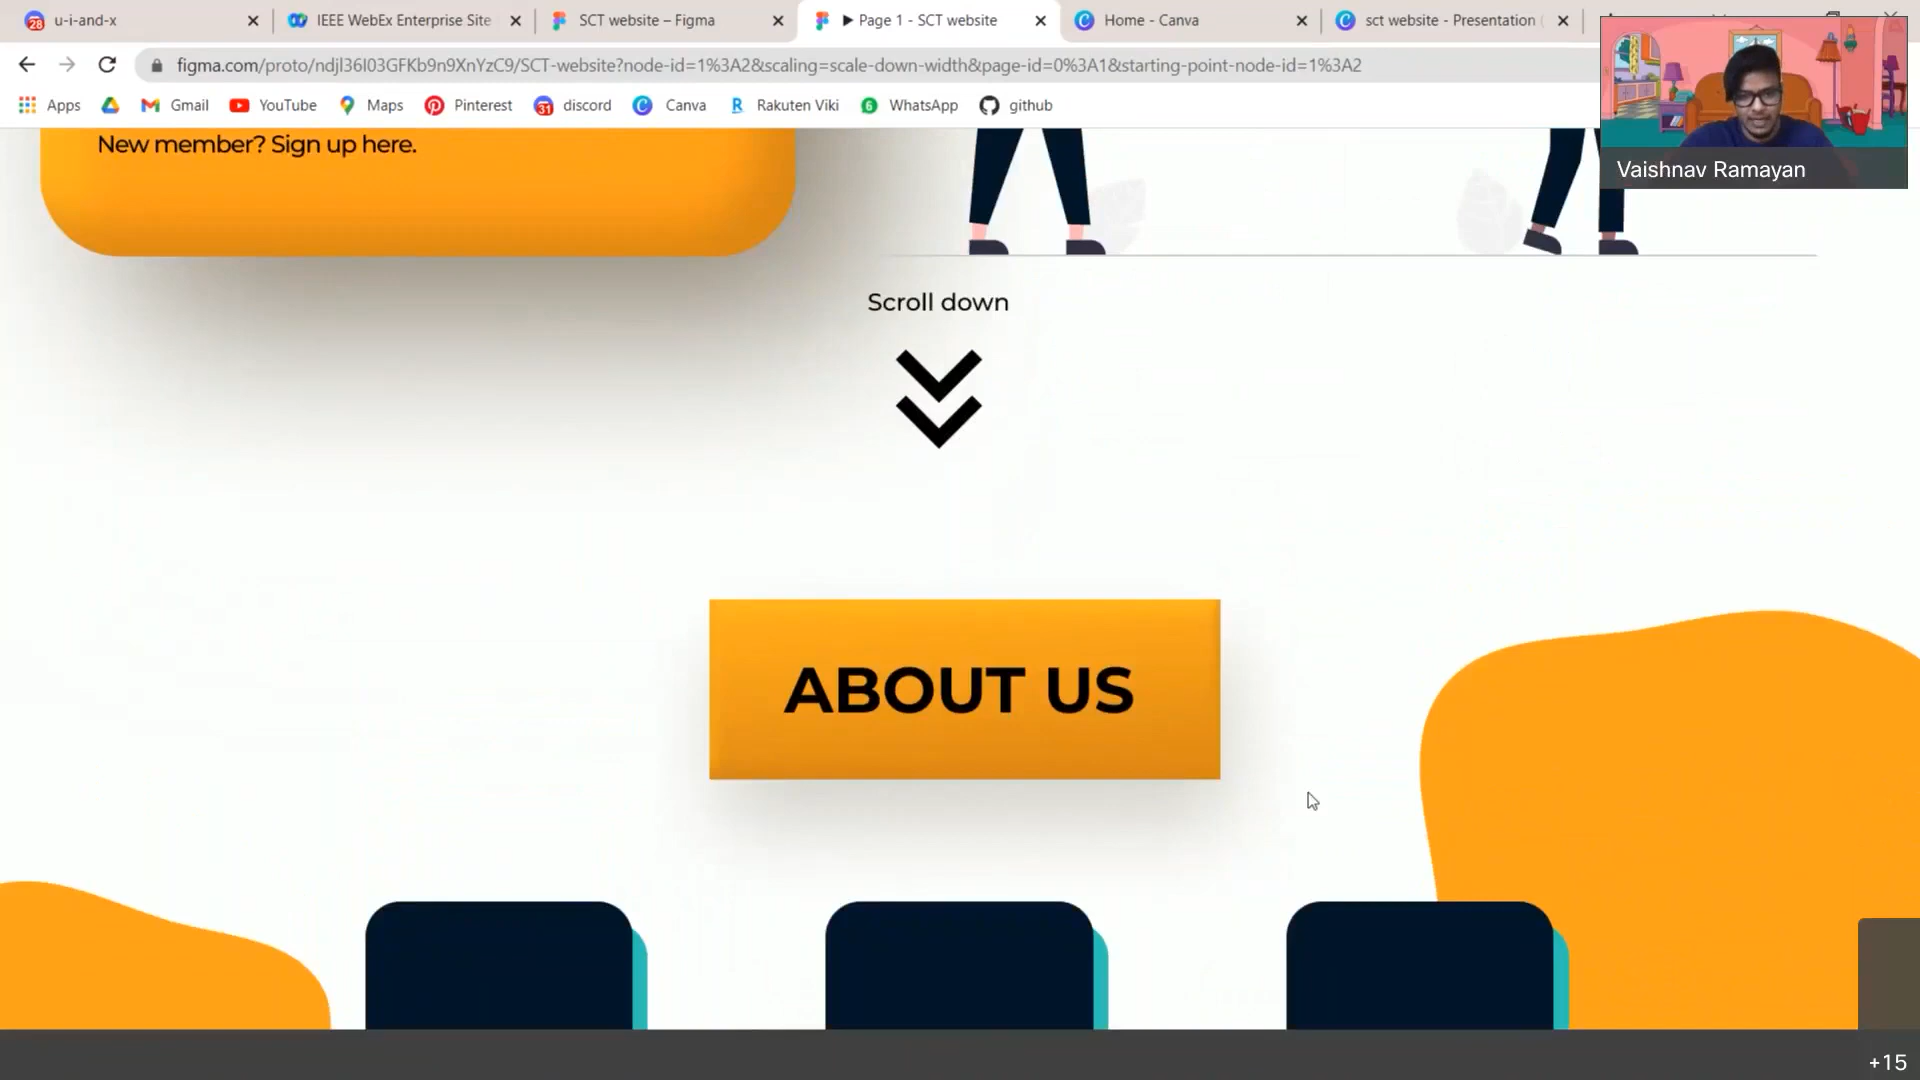 u-i-and-x
IEEE WebEx Enterprise Site
SCT website – Figma
Page 1 - SCT website
Home - Canva
sct website - Presentation (
figma.com/proto/ndjl36I03GFKb9n9XnYzC9/SCT-website?node-id=1%3A2&scaling=scale-down-width&page-id=0%3A1&starting-point-node-id=1%3A2
Apps
Gmail
YouTube
Maps
Pinterest
discord
Canva
Rakuten Viki
WhatsApp
github
Vaishnav Ramayan
New member? Sign up here.
Scroll down
ABOUT US
+15